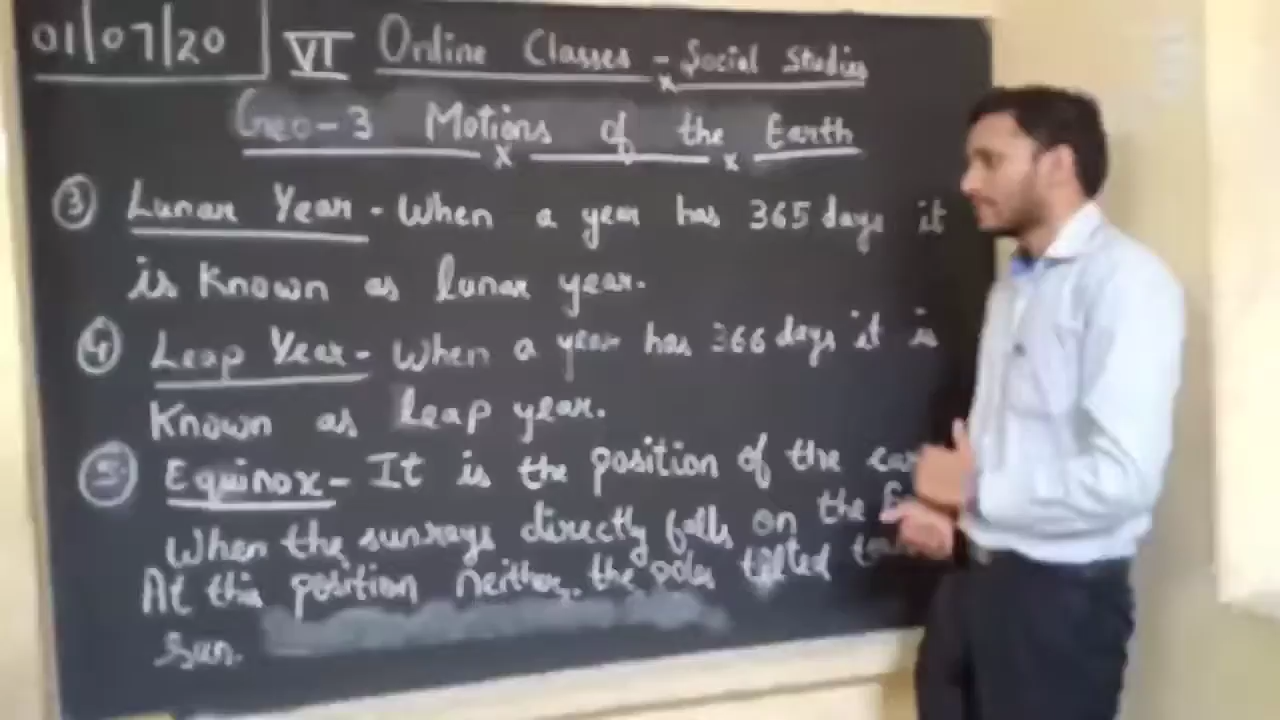 01/07/20 VI Online Classes - Social Studies
Geo-3 Motions of the Earth
③ Lunar Year - When a year has 365 days it
is Known as lunar year.
④ Leap Year - When a year has 366 days it is
Known as leap year.
⑤ Equinox - It is the position of the
When the sunrays directly falls on the
At this position neither the poles tilted
sun.